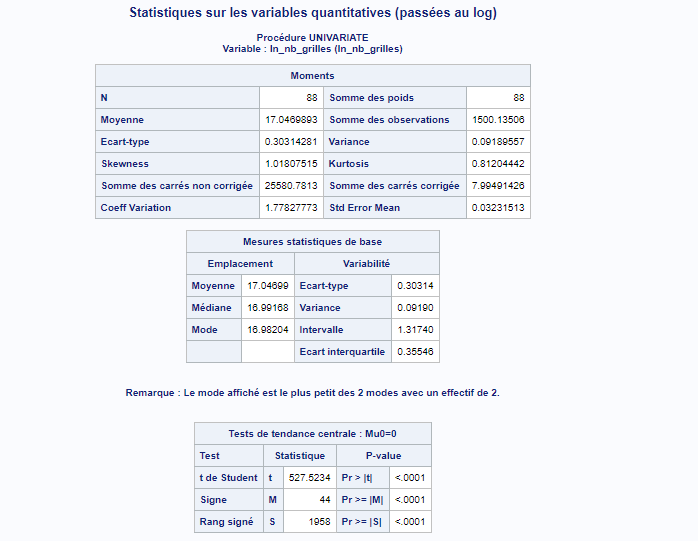 Statistiques sur les variables quantitatives (passées au log)
Procédure UNIVARIATE
Variable : ln_nb_grilles (ln_nb_grilles)
Moments
N 88 Somme des poids 88
Moyenne 17.0469893 Somme des observations 1500.13506
Ecart-type 0.30314281 Variance 0.09189557
Skewness 1.01807515 Kurtosis 0.81204442
Somme des carrés non corrigée 25580.7813 Somme des carrés corrigée 7.99491426
Coeff Variation 1.77827773 Std Error Mean 0.03231513
Mesures statistiques de base
Emplacement Variabilité
Moyenne 17.04699 Ecart-type 0.30314
Médiane 16.99168 Variance 0.09190
Mode 16.98204 Intervalle 1.31740
Ecart interquartile 0.35546
Remarque : Le mode affiché est le plus petit des 2 modes avec un effectif de 2.
Tests de tendance centrale : Mu0=0
Test Statistique P-value
t de Student t 527.5234 Pr > |t| <.0001
Signe M 44 Pr >= |M| <.0001
Rang signé S 1958 Pr >= |S| <.0001